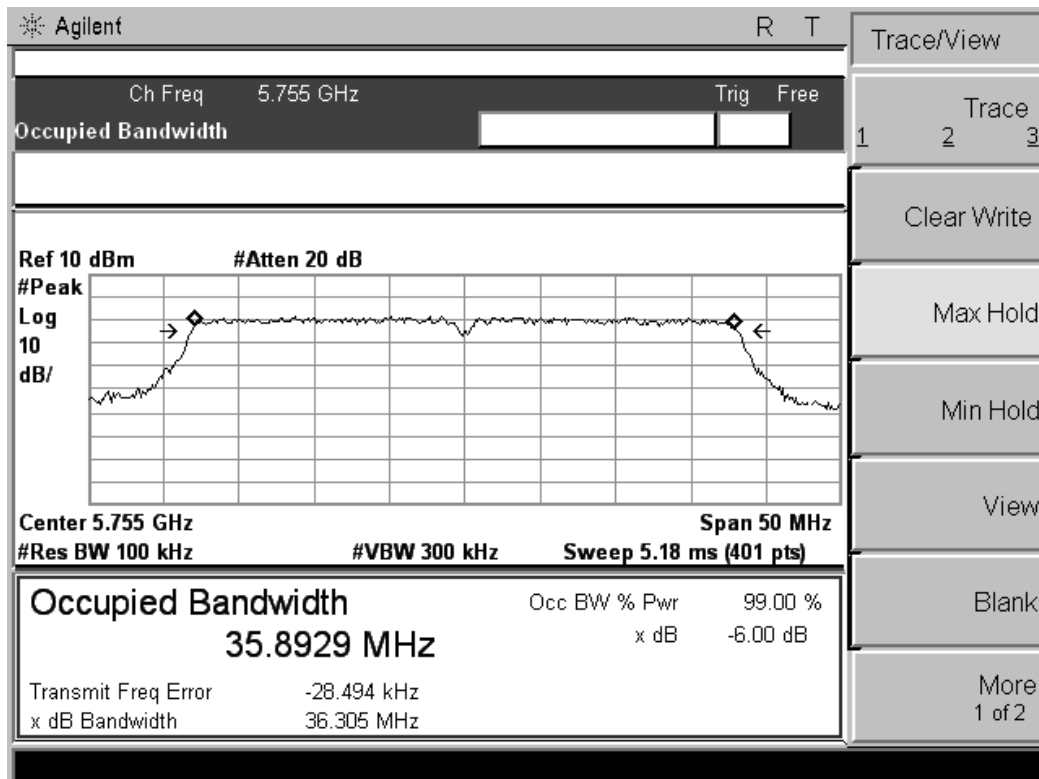 Agilent R T
Ch Freq 5.755 GHz Trig Free
Occupied Bandwidth
Ref 10 dBm #Atten 20 dB
#Peak
Log
10
dB/
Center 5.755 GHz Span 50 MHz
#Res BW 100 kHz #VBW 300 kHz Sweep 5.18 ms (401 pts)
Occupied Bandwidth
35.8929 MHz
Occ BW % Pwr 99.00 %
x dB -6.00 dB
Transmit Freq Error -28.494 kHz
x dB Bandwidth 36.305 MHz
Trace/View
Trace
1 2 3
Clear Write
Max Hold
Min Hold
View
Blank
More
1 of 2